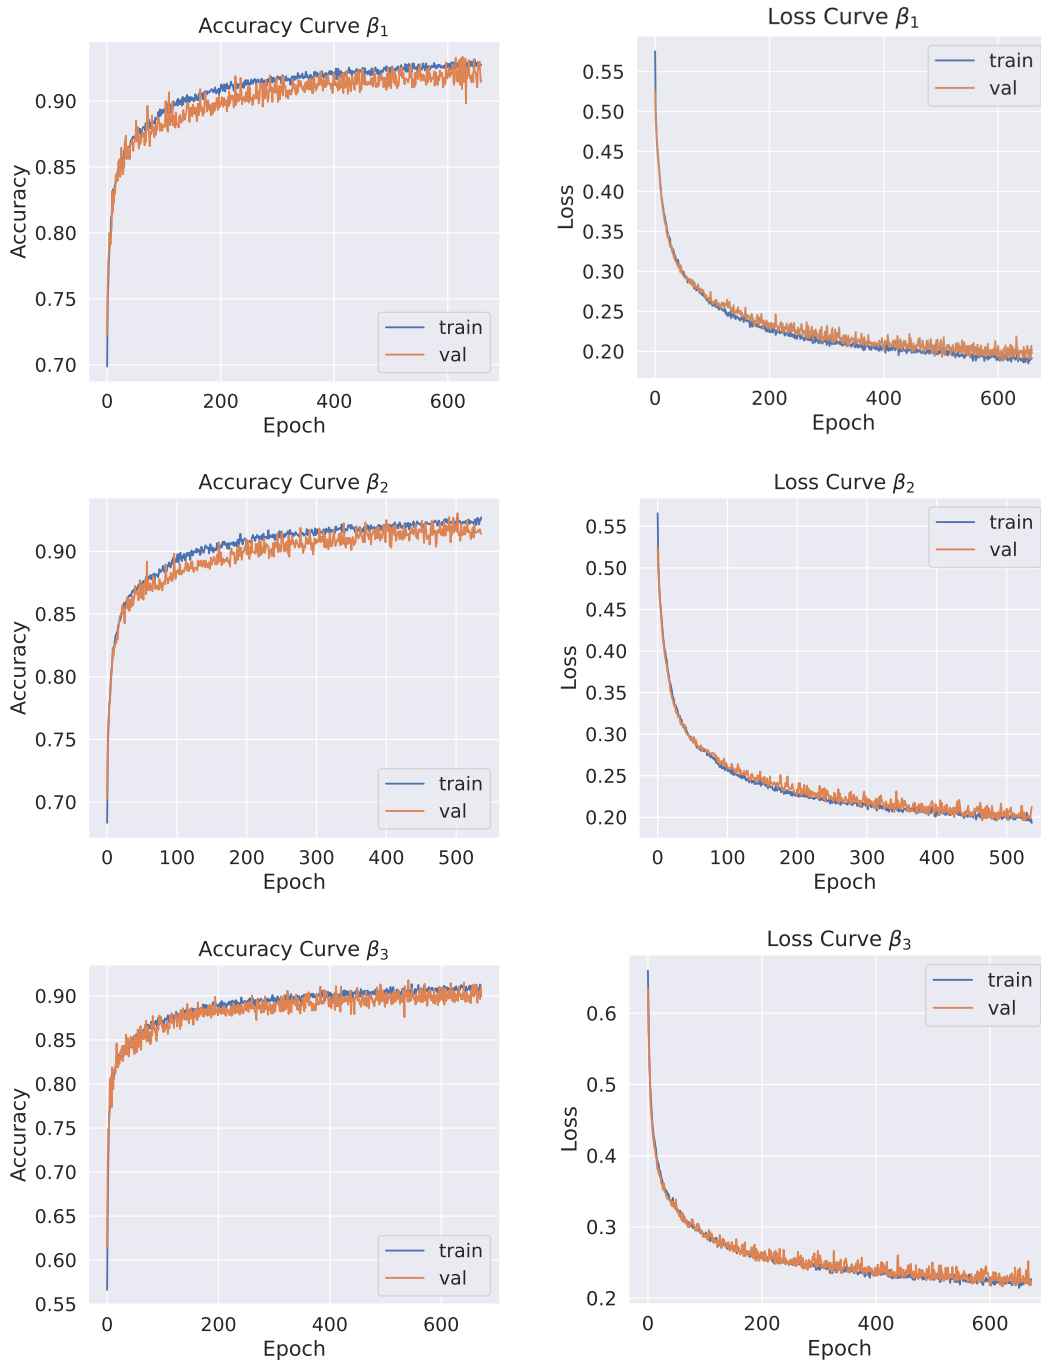 Accuracy Curve β1
Accuracy
0.90
0.85
0.80
0.75
0.70
train
val
0 200 400 600
Epoch
Loss Curve β1
Loss
0.55
0.50
0.45
0.40
0.35
0.30
0.25
0.20
train
val
0 200 400 600
Epoch
Accuracy Curve β2
Accuracy
0.90
0.85
0.80
0.75
0.70
train
val
0 100 200 300 400 500
Epoch
Loss Curve β2
Loss
0.55
0.50
0.45
0.40
0.35
0.30
0.25
0.20
train
val
0 100 200 300 400 500
Epoch
Accuracy Curve β3
Accuracy
0.90
0.85
0.80
0.75
0.70
0.65
0.60
0.55
train
val
0 200 400 600
Epoch
Loss Curve β3
Loss
0.6
0.5
0.4
0.3
0.2
train
val
0 200 400 600
Epoch